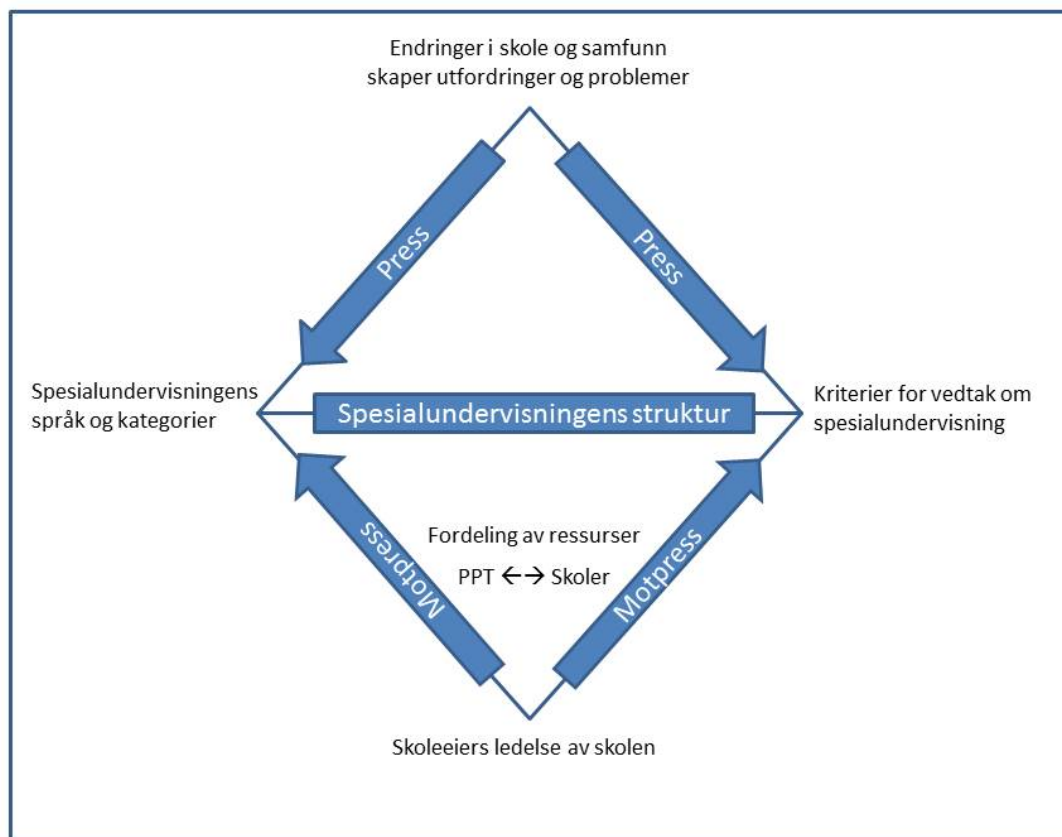 Endringer i skole og samfunn
skaper utfordringer og problemer
Press
Press
Spesialundervisningens
språk og kategorier
Spesialundervisningens struktur
Kriterier for vedtak om
spesialundervisning
Motpress
Fordeling av ressurser
PPT ←→ Skoler
Motpress
Skoleeiers ledelse av skolen